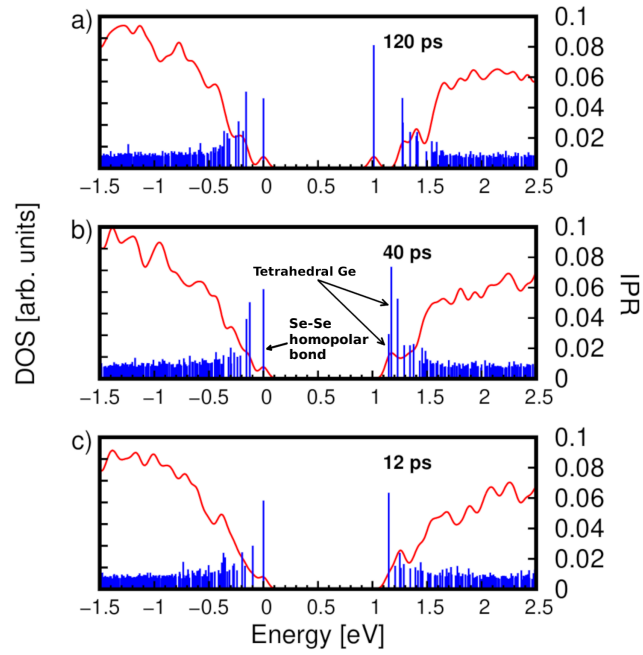 a)
120 ps
0.1
0.08
0.06
0.04
0.02
0
−1.5 −1 −0.5 0 0.5 1 1.5 2 2.5
b)
40 ps
Tetrahedral Ge
Se-Se
homopolar
bond
0.1
0.08
0.06
0.04
0.02
0
−1.5 −1 −0.5 0 0.5 1 1.5 2 2.5
DOS [arb. units]
IPR
c)
12 ps
0.1
0.08
0.06
0.04
0.02
0
−1.5 −1 −0.5 0 0.5 1 1.5 2 2.5
Energy [eV]